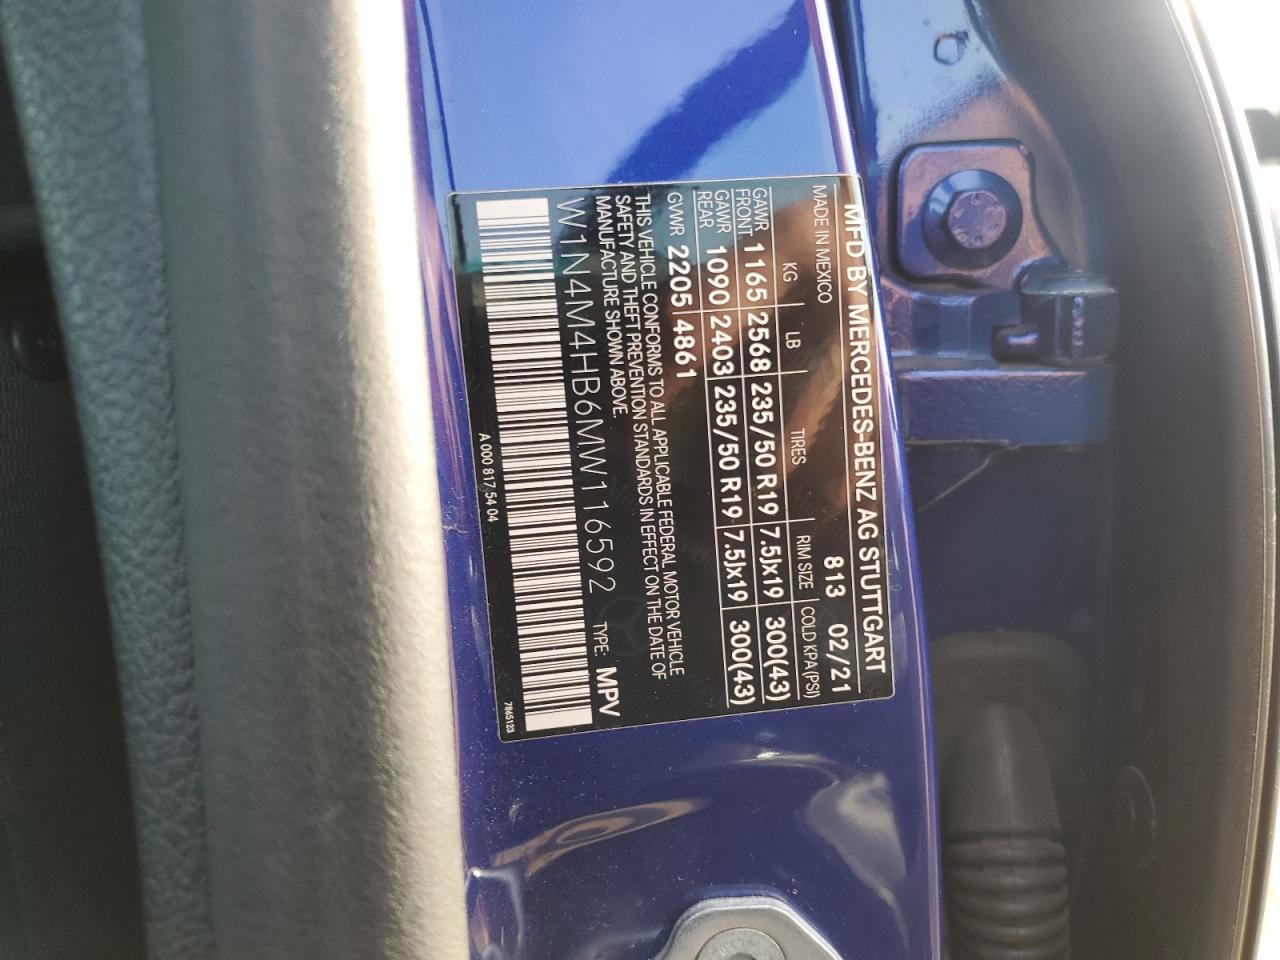 MFD BY MERCEDES-BENZ AG STUTTGART
MADE IN MEXICO 813 02/21
KG LB TIRES RIM SIZE COLD KPA(PSI)
GAWR FRONT 1165 2568 235/50 R19 7.5Jx19 300(43)
GAWR REAR 1090 2403 235/50 R19 7.5Jx19 300(43)
GVWR 2205 4861
THIS VEHICLE CONFORMS TO ALL APPLICABLE FEDERAL MOTOR VEHICLE
SAFETY AND THEFT PREVENTION STANDARDS IN EFFECT ON THE DATE OF
MANUFACTURE SHOWN ABOVE.
W1N4M4HB6MW116592 TYPE: MPV
A 000 817 54 04 7865123